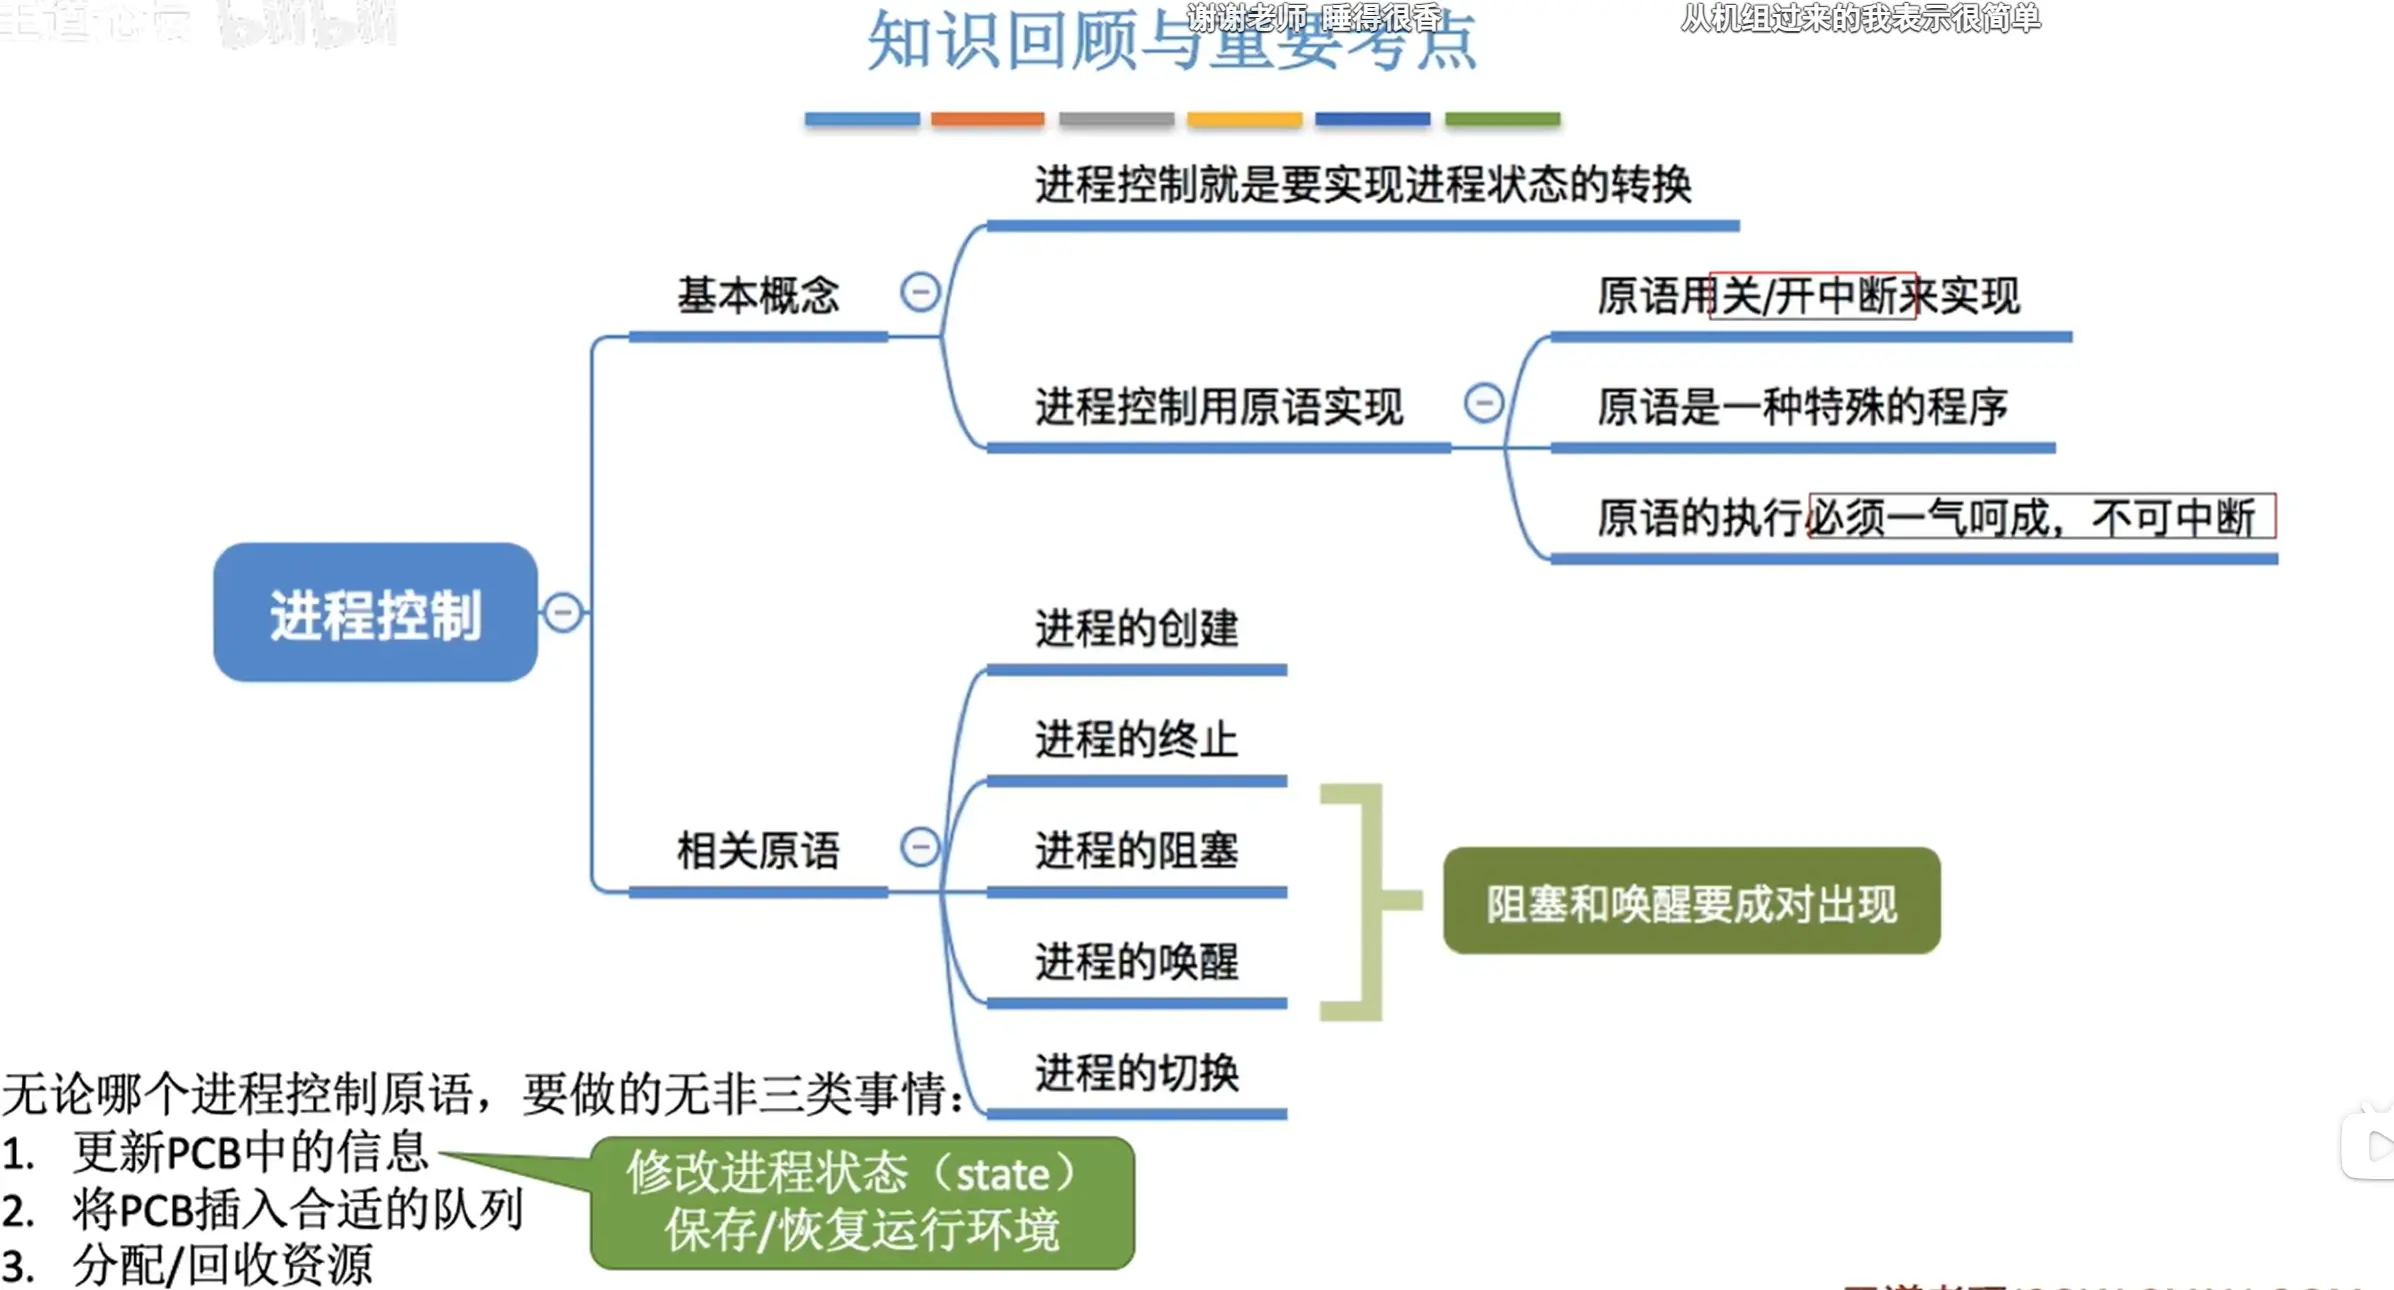 王道论坛 bilibili
谢谢老师 睡得很香
从机组过来的我表示很简单
知识回顾与重要考点
进程控制就是要实现进程状态的转换
基本概念
原语用关/开中断来实现
进程控制用原语实现
原语是一种特殊的程序
原语的执行必须一气呵成，不可中断
进程控制
进程的创建
进程的终止
相关原语
进程的阻塞
阻塞和唤醒要成对出现
进程的唤醒
进程的切换
无论哪个进程控制原语，要做的无非三类事情：
1. 更新PCB中的信息
2. 将PCB插入合适的队列
3. 分配/回收资源
修改进程状态（state）
保存/恢复运行环境